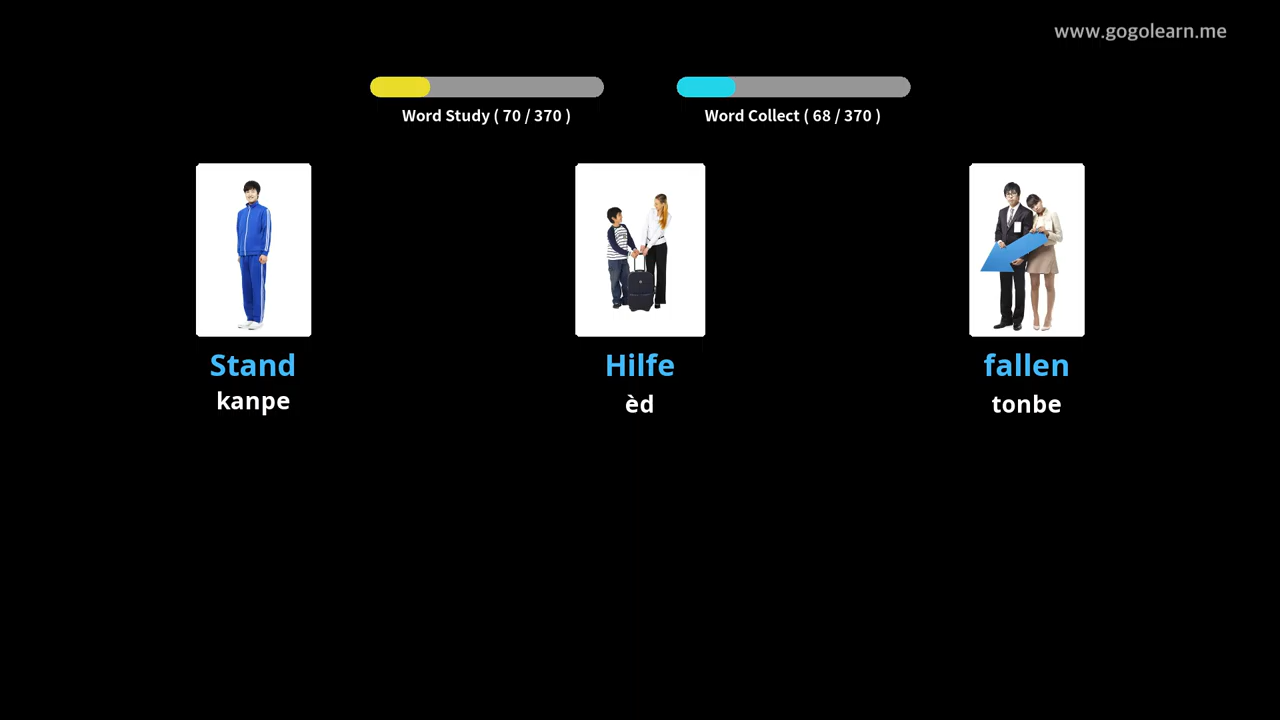 www.gogolearn.me
Word Study ( 70 / 370 )
Word Collect ( 68 / 370 )
Stand
kanpe
Hilfe
èd
fallen
tonbe